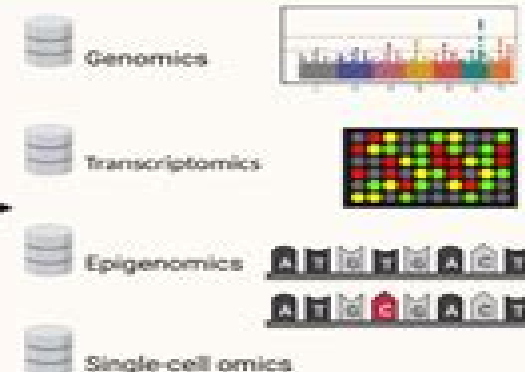 Genomics
Transcriptomics
Epigenomics
A T G T G A C T
A T G C G A C T
Single-cell omics